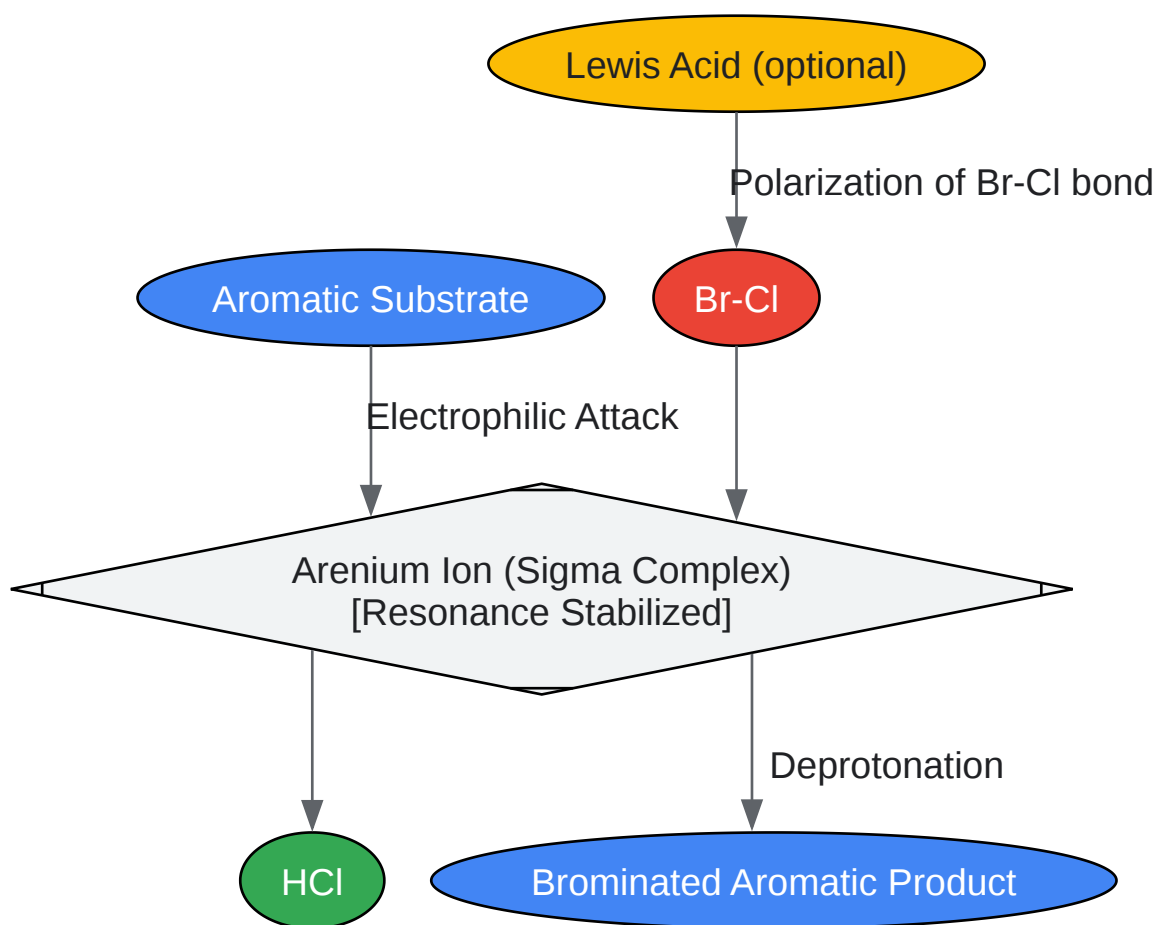 Lewis Acid (optional)
Polarization of Br-Cl bond
Aromatic Substrate
Br-Cl
Electrophilic Attack
Arenium Ion (Sigma Complex)
[Resonance Stabilized]
Deprotonation
HCl
Brominated Aromatic Product